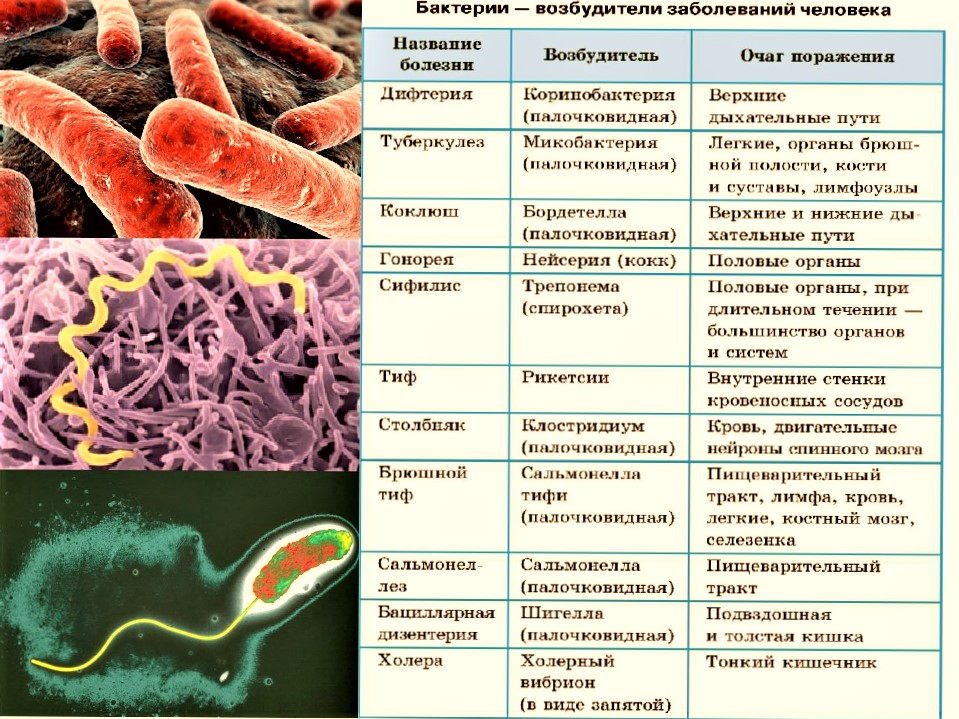 Бактерии — возбудители заболеваний человека
Название
болезни
Возбудитель
Очаг поражения
Дифтерия
Коринобактерия
(палочковидная)
Верхние
дыхательные пути
Туберкулез
Микобактерия
(палочковидная)
Легкие, органы брюш-
ной полости, кости
и суставы, лимфоузлы
Коклюш
Бордетелла
(палочковидная)
Верхние и нижние ды-
хательные пути
Гонорея
Нейсерия (кокк)
Половые органы
Сифилис
Трепонема
(спирохета)
Половые органы, при
длительном течении —
большинство органов
и систем
Тиф
Рикетсии
Внутренние стенки
кровеносных сосудов
Столбняк
Клостридиум
(палочковидная)
Кровь, двигательные
нейроны спинного мозга
Брюшной
тиф
Сальмонелла
тифи
(палочковидная)
Пищеварительный
тракт, лимфа, кровь,
легкие, костный мозг,
селезенка
Сальмонел-
лез
Сальмонелла
(палочковидная)
Пищеварительный
тракт
Бациллярная
дизентерия
Шигелла
(палочковидная)
Подвздошная
и толстая кишка
Холера
Холерный
вибрион
(в виде запятой)
Тонкий кишечник